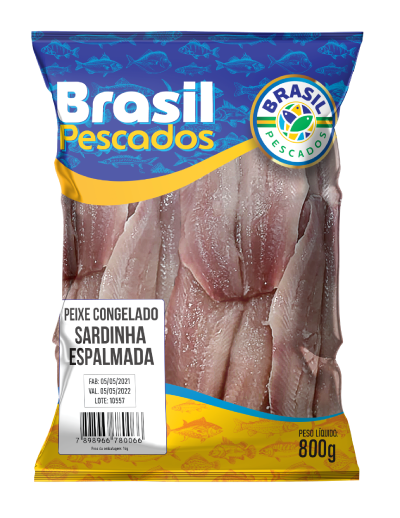 Brasil
Pescados
BRASIL
PESCADOS
PEIXE CONGELADO
SARDINHA
ESPALMADA
FAB: 05/05/2021
VAL. 05/05/2022
LOTE: 10557
7 898966 780066
PESO LÍQUIDO:
800g